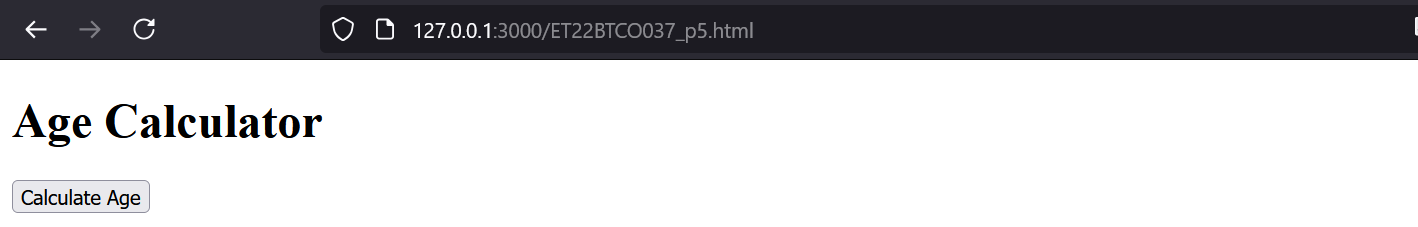 127.0.0.1:3000/ET22BTCO037_p5.html
Age Calculator
Calculate Age